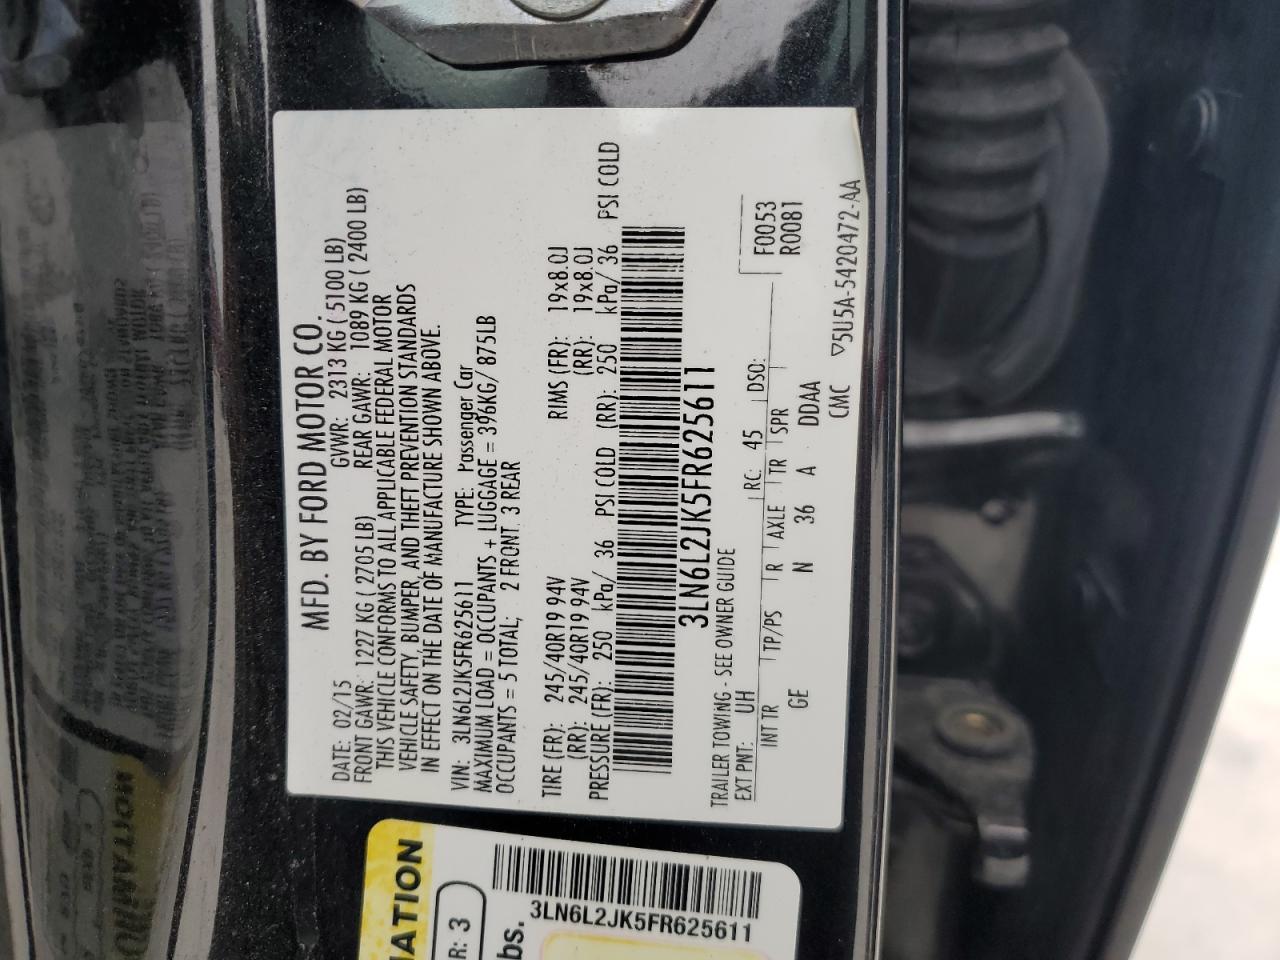 MFD. BY FORD MOTOR CO.
DATE: 02/15 GVWR: 2313 KG ( 5100 LB)
FRONT GAWR: 1227 KG ( 2705 LB) REAR GAWR: 1089 KG ( 2400 LB)
THIS VEHICLE CONFORMS TO ALL APPLICABLE FEDERAL MOTOR
VEHICLE SAFETY, BUMPER, AND THEFT PREVENTION STANDARDS
IN EFFECT ON THE DATE OF MANUFACTURE SHOWN ABOVE.
VIN: 3LN6L2JK5FR625611 TYPE: Passenger Car
MAXIMUM LOAD = OCCUPANTS + LUGGAGE = 396KG/ 875LB
OCCUPANTS = 5 TOTAL; 2 FRONT, 3 REAR
TIRE (FR): 245/40R19 94V RIMS (FR): 19x8.0J
(RR): 245/40R19 94V (RR): 19x8.0J
PRESSURE (FR): 250 kPa/ 36 PSI COLD (RR): 250 kPa/ 36 PSI COLD
3LN6L2JK5FR625611
TRAILER TOWING - SEE OWNER GUIDE
F0053
R0081
EXT PNT: UH RC: 45 DSO:
INT TR TP/PS R AXLE TR SPR
GE N 36 A DDAA
CMC ▽5U5A-5420472-AA
MATION
R: 3
bs.
3LN6L2JK5FR625611